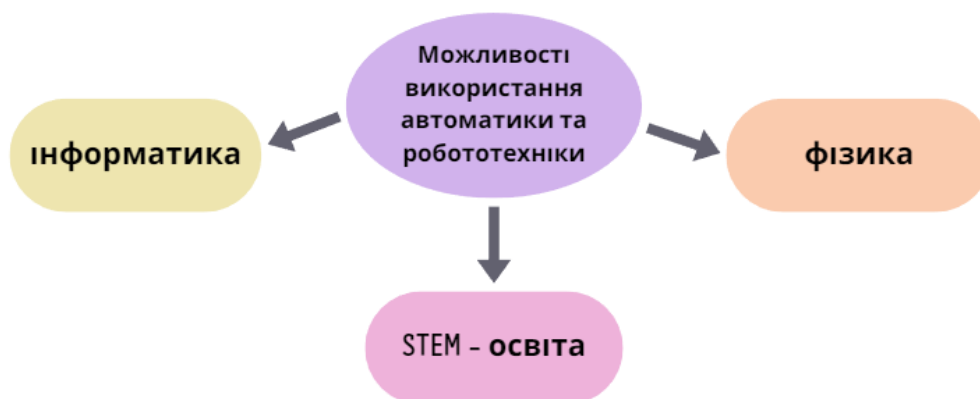 Можливості
використання
автоматики та
робототехніки
інформатика
фізика
STEM - освіта